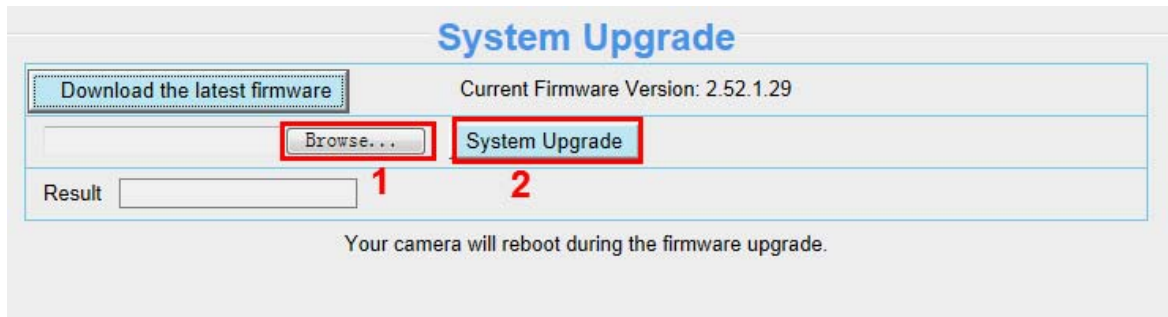 System Upgrade
Download the latest firmware Current Firmware Version: 2.52.1.29
Browse... System Upgrade
1 2
Result
Your camera will reboot during the firmware upgrade.